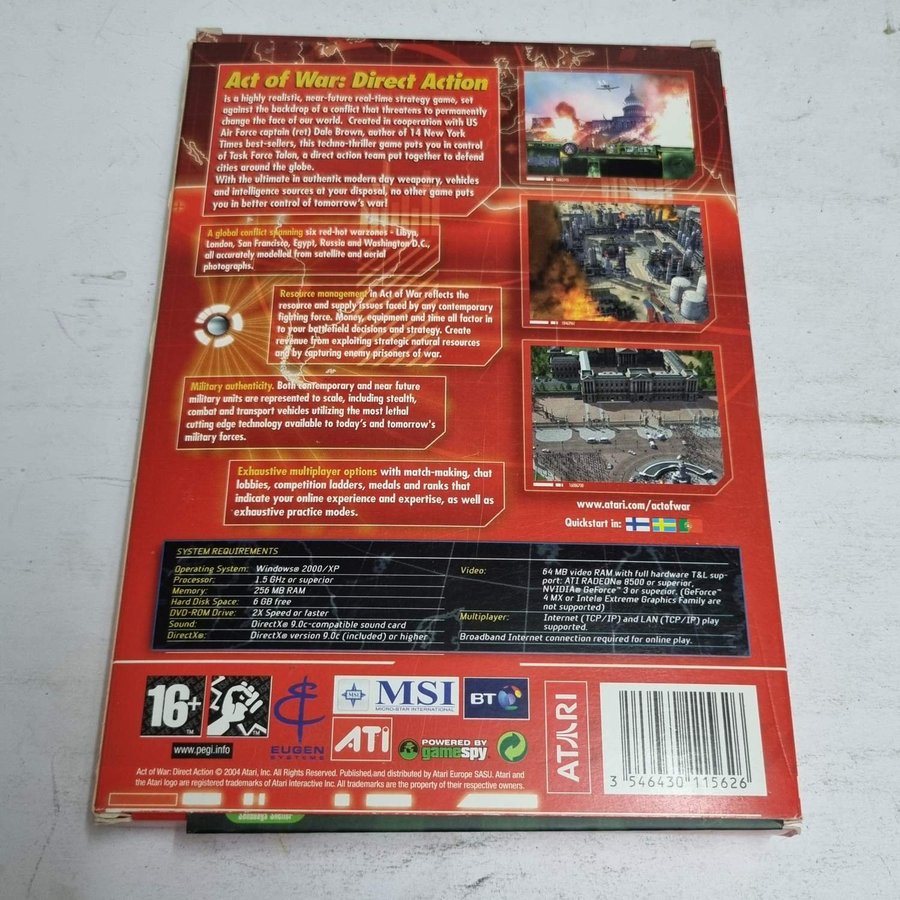 Act of War: Direct Action
is a highly realistic, near-future real-time strategy game, set
against the backdrop of a conflict that threatens to permanently
change the face of our world. Created in cooperation with US
Air Force captain (ret) Dale Brown, author of 14 New York
Times best-sellers, this techno-thriller game puts you in control
of Task Force Talon, a direct action team put together to defend
cities around the globe.
With the ultimate in authentic modern day weaponry, vehicles
and intelligence sources at your disposal, no other game puts
you in better control of tomorrow's war!
A global conflict spanning six red-hot warzones - Libya,
London, San Francisco, Egypt, Russia and Washington D.C.,
all accurately modelled from satellite and aerial
photographs.
Resource management in Act of War reflects the
resource and supply issues faced by any contemporary
fighting force. Money, equipment and time all factor in
to your battlefield decisions and strategy. Create
revenue from exploiting strategic natural resources
and by capturing enemy prisoners of war.
Military authenticity. Both contemporary and near future
military units are represented to scale, including stealth,
combat and transport vehicles utilizing the most lethal
cutting edge technology available to today's and tomorrow's
military forces.
Exhaustive multiplayer options with match-making, chat
lobbies, competition ladders, medals and ranks that
indicate your online experience and expertise, as well as
exhaustive practice modes.
www.atari.com/actofwar
Quickstart in:
SYSTEM REQUIREMENTS
Operating System: Windows® 2000/XP
Processor: 1.5 GHz or superior
Memory: 256 MB RAM
Hard Disk Space: 6 GB free
DVD-ROM Drive: 2X Speed or faster
Sound: DirectX® 9.0c-compatible sound card
DirectX®: DirectX® version 9.0c (included) or higher
Video: 64 MB video RAM with full hardware T&L sup-
port: ATI RADEON® 8500 or superior,
NVIDIA® GeForce™ 3 or superior. (GeForce™
4 MX or Intel® Extreme Graphics Family are
not supported)
Multiplayer: Internet (TCP/IP) and LAN (TCP/IP) play
supported.
Broadband Internet connection required for online play.
16+
www.pegi.info
EUGEN
SYSTEMS
MSI
MICRO-STAR INTERNATIONAL
BT
ATI
POWERED BY
gamespy
ATARI
3 546430 115626
Act of War: Direct Action © 2004 Atari, Inc. All Rights Reserved. Published and distributed by Atari Europe SASU. Atari and
the Atari logo are registered trademarks of Atari Interactive Inc. All trademarks are the property of their respective owners.